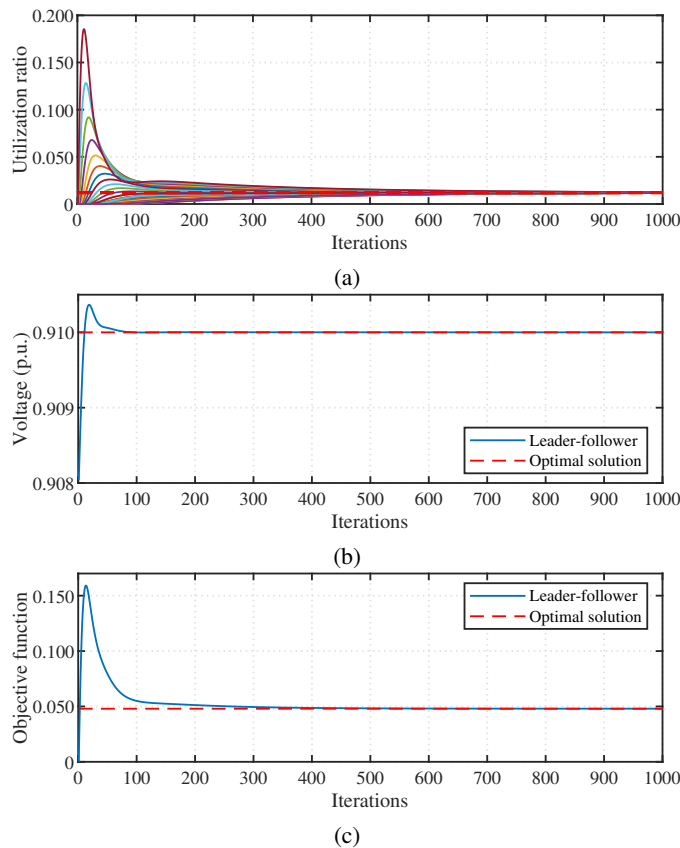 0.200
0.150
0.100
0.050
0
Utilization ratio
0 100 200 300 400 500 600 700 800 900 1000
Iterations
(a)
0.910
0.909
0.908
Voltage (p.u.)
Leader-follower
Optimal solution
0 100 200 300 400 500 600 700 800 900 1000
Iterations
(b)
0.150
0.100
0.050
0
Objective function
Leader-follower
Optimal solution
0 100 200 300 400 500 600 700 800 900 1000
Iterations
(c)